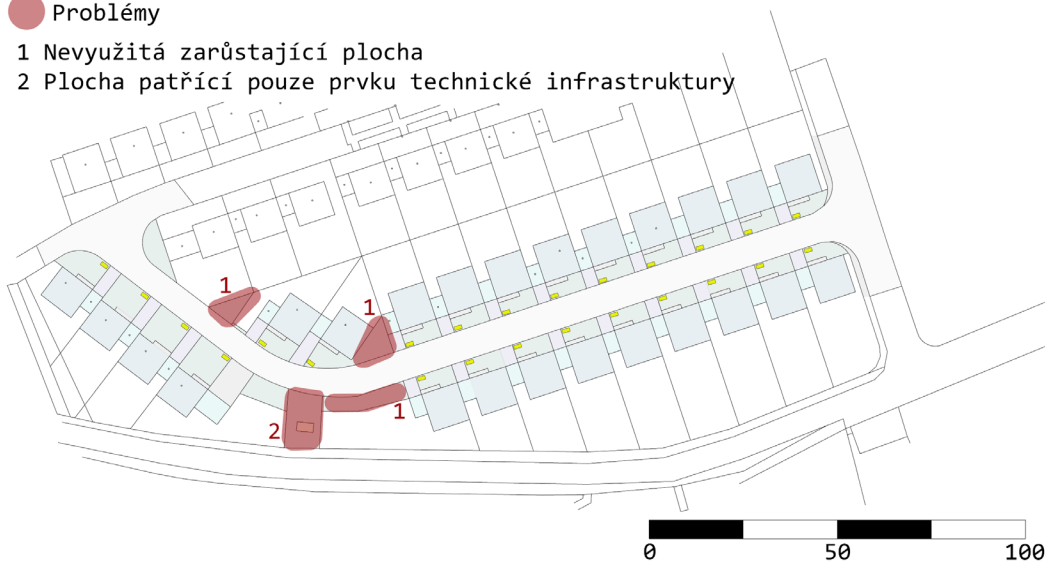 Problémy
1 Nevyužitá zarůstající plocha
2 Plocha patřící pouze prvku technické infrastruktury
1
1
1
2
0 50 100